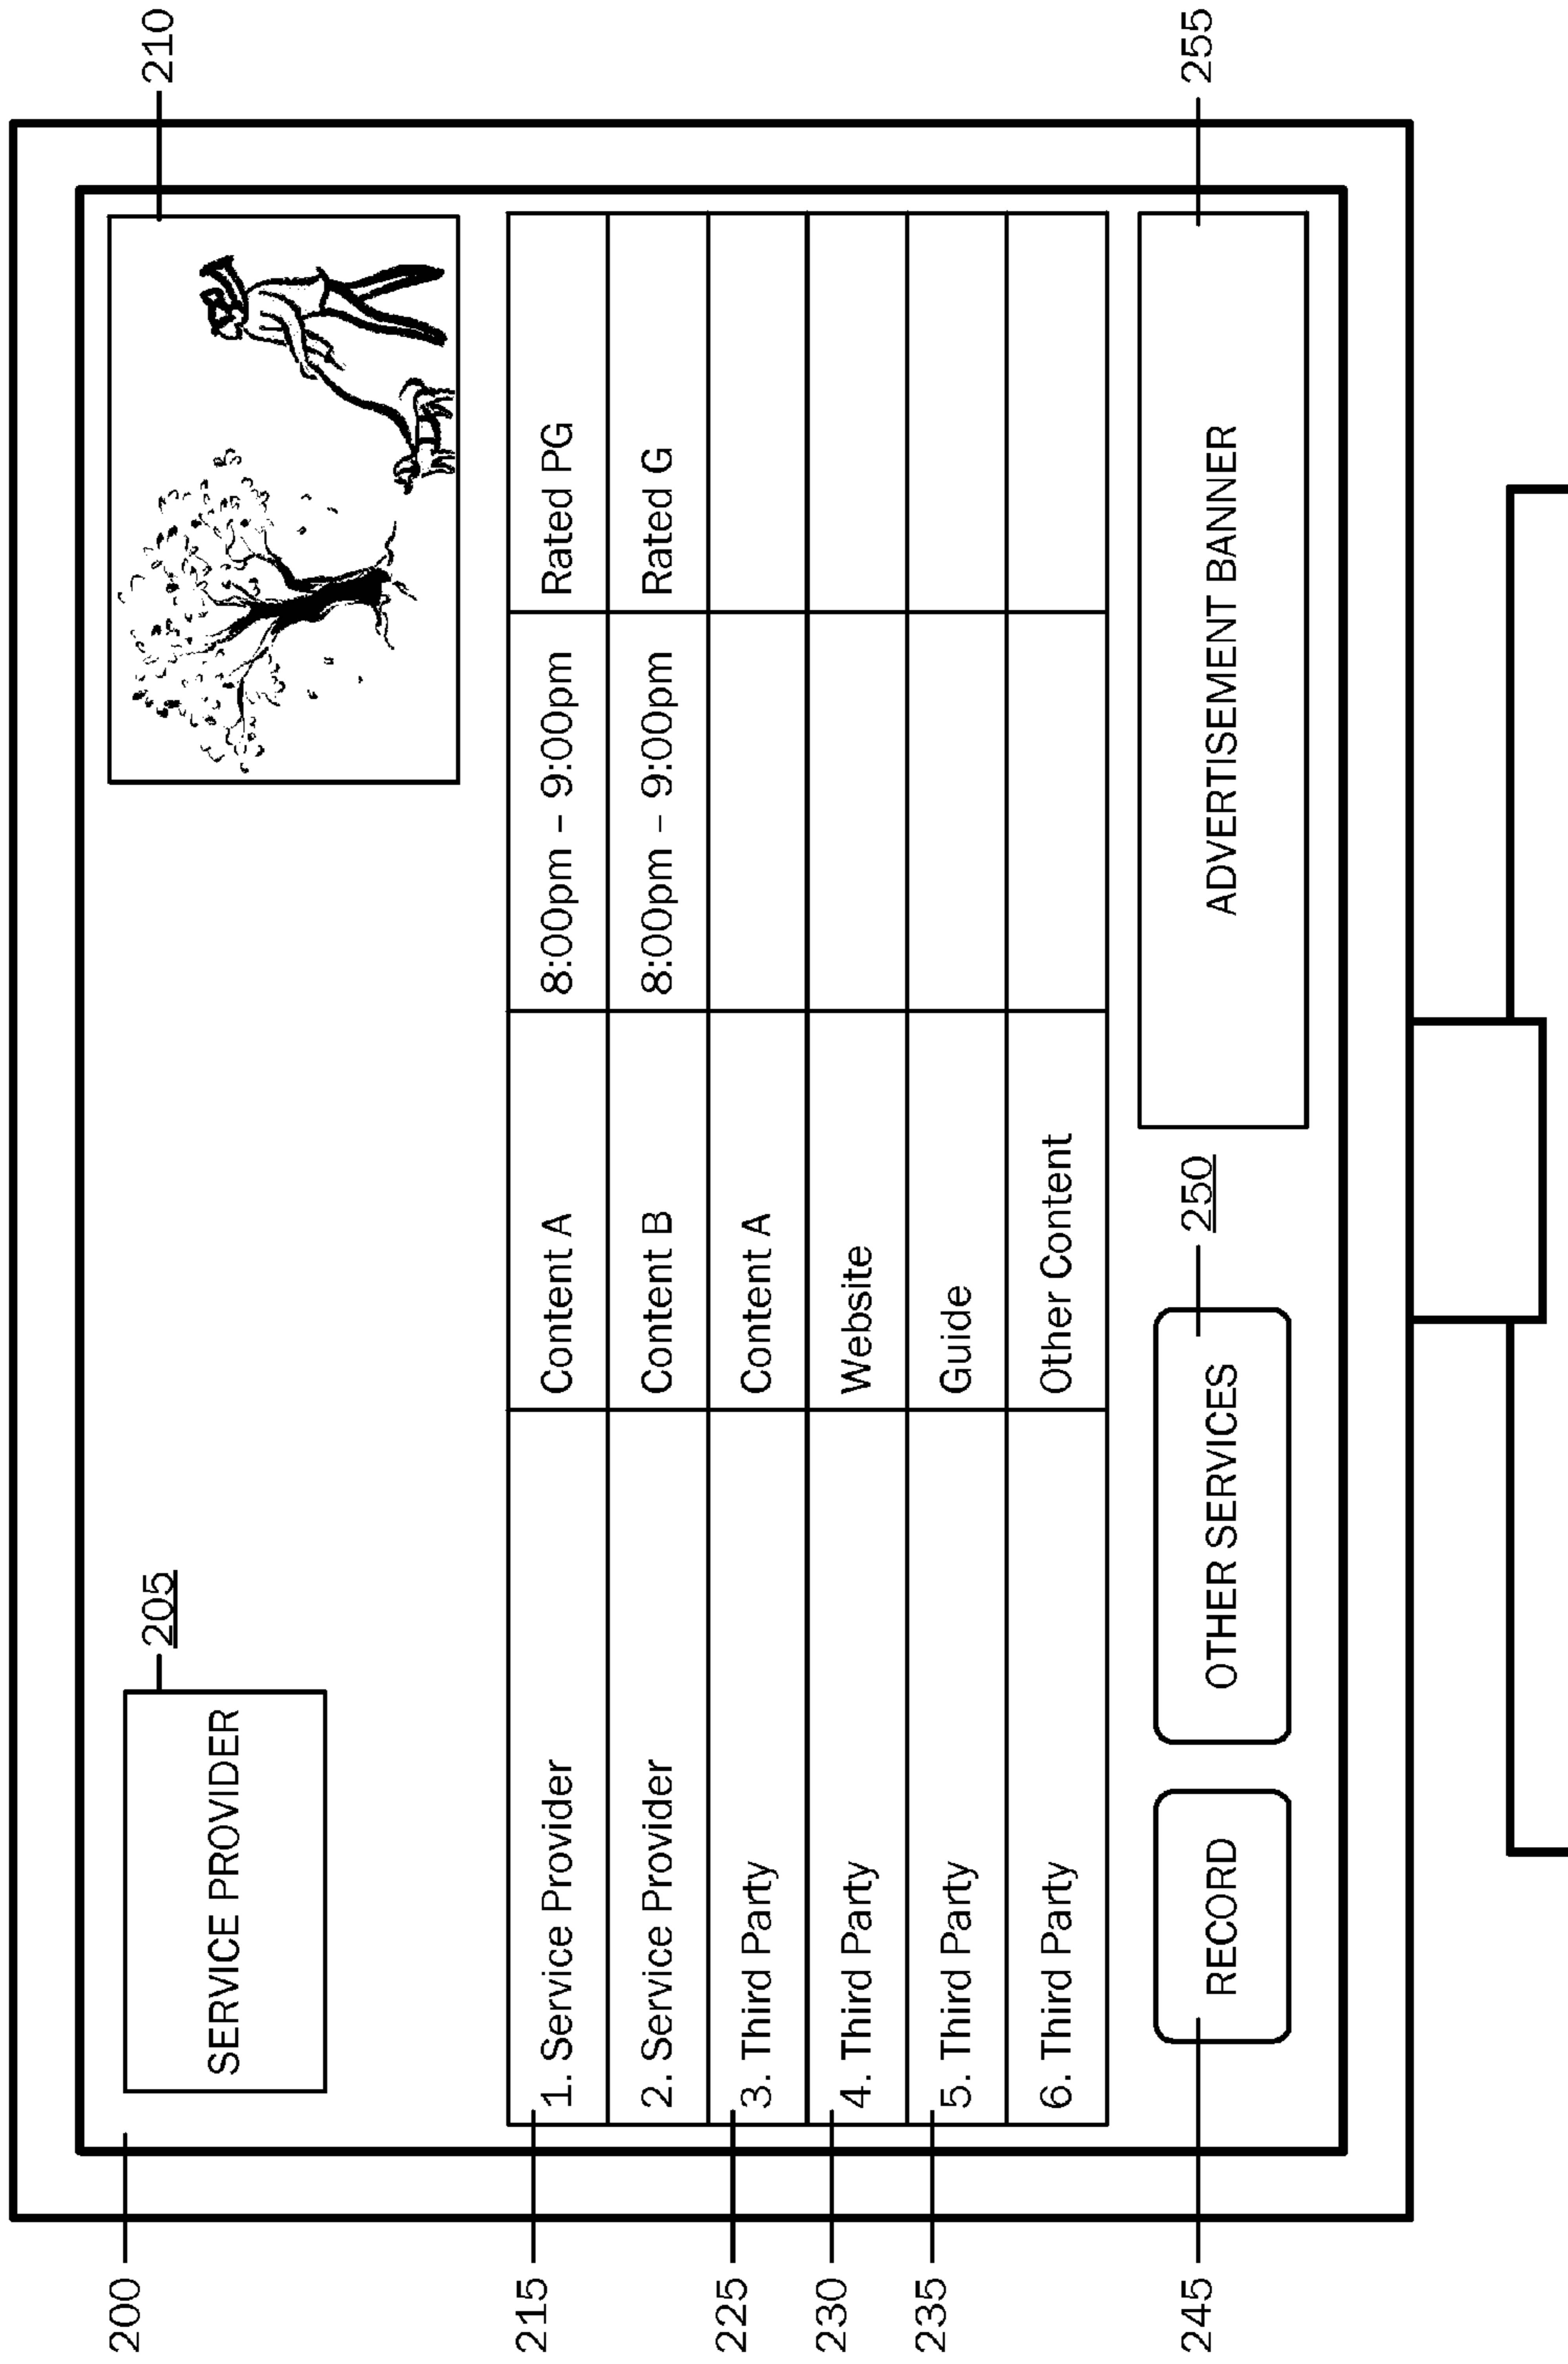 200
SERVICE PROVIDER
205
210
215
1. Service Provider Content A 8:00pm – 9:00pm Rated PG
2. Service Provider Content B 8:00pm – 9:00pm Rated G
225
3. Third Party Content A
230
4. Third Party Website
235
5. Third Party Guide
6. Third Party Other Content
245
RECORD
OTHER SERVICES
250
ADVERTISEMENT BANNER
255